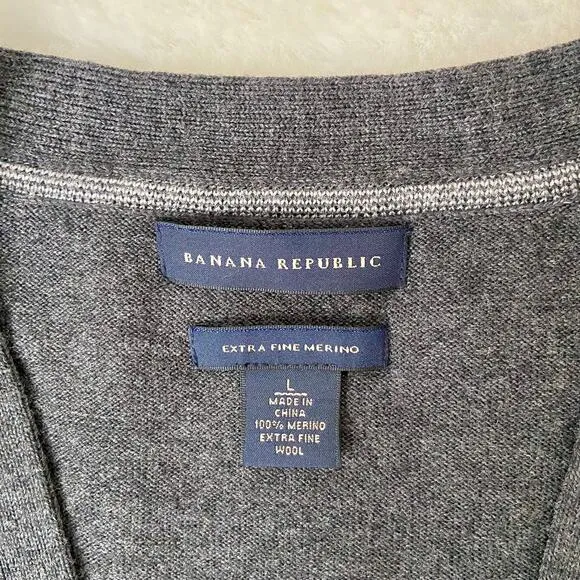 BANANA REPUBLIC
EXTRA FINE MERINO
L
MADE IN
CHINA
100% MERINO
EXTRA FINE
WOOL